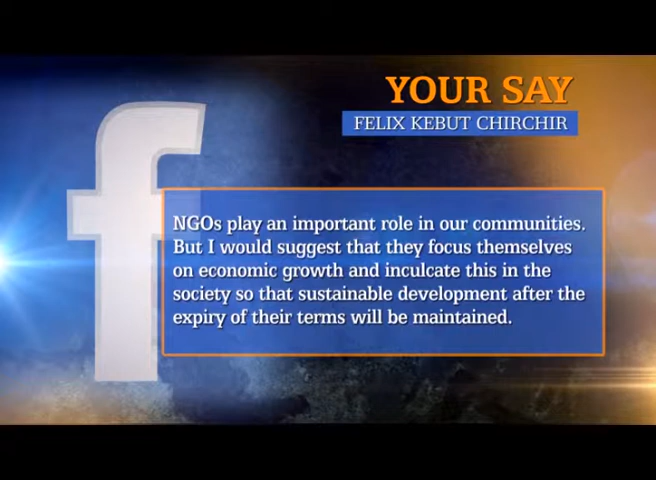 YOUR SAY
FELIX KEBUT CHIRCHIR
NGOs play an important role in our communities.
But I would suggest that they focus themselves
on economic growth and inculcate this in the
society so that sustainable development after the
expiry of their terms will be maintained.
f